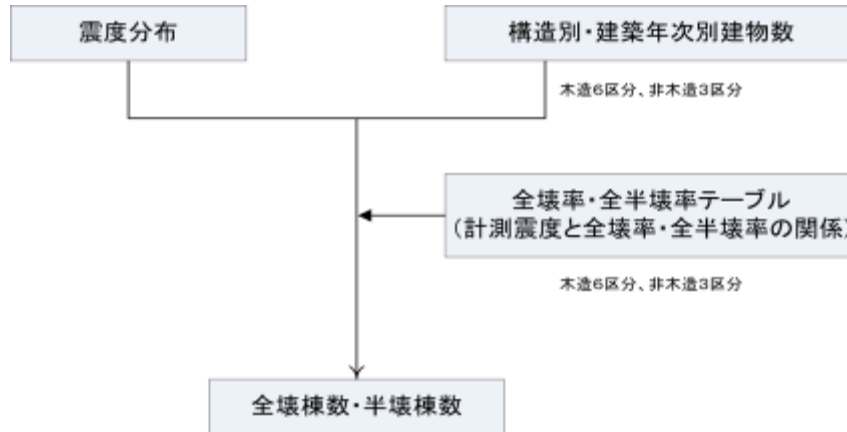 震度分布
構造別・建築年次別建物数
木造6区分、非木造3区分
全壊率・全半壊率テーブル
(計測震度と全壊率・全半壊率の関係)
木造6区分、非木造3区分
全壊棟数・半壊棟数